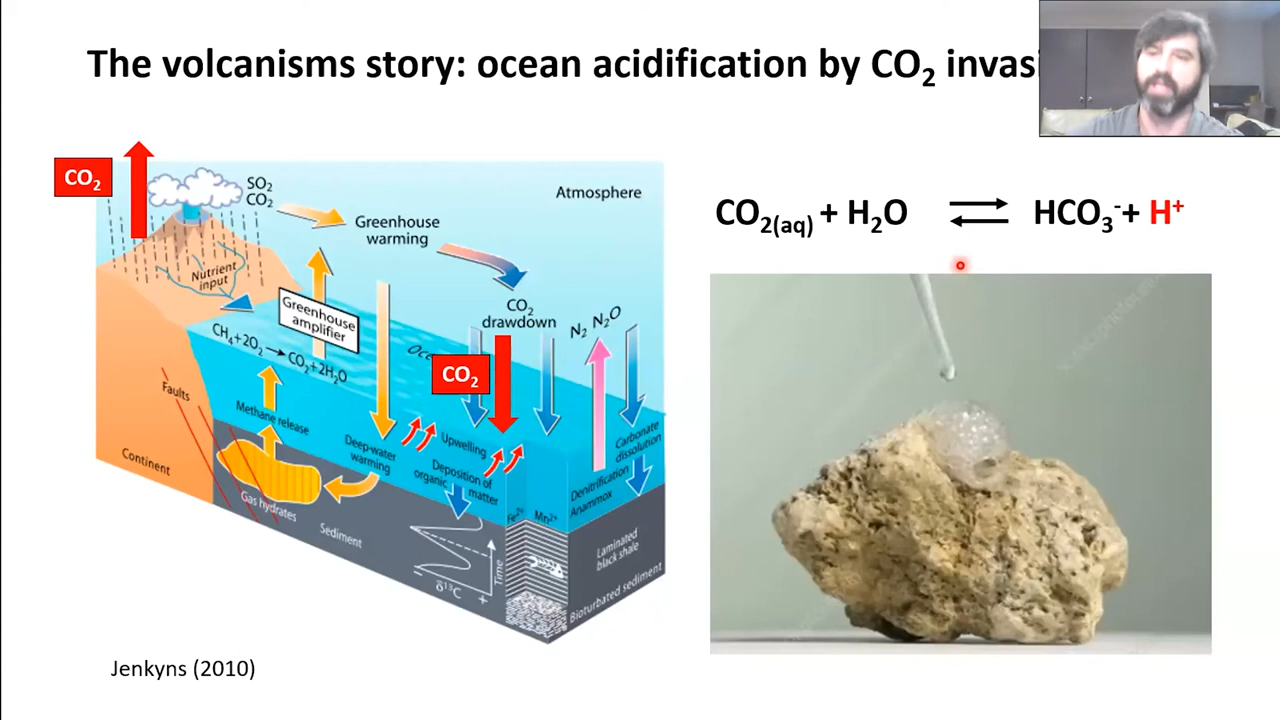 The volcanisms story: ocean acidification by CO₂ invasi
CO₂
SO₂
CO₂
Atmosphere
Greenhouse
warming
Nutrient
input
Greenhouse
amplifier
CO₂
drawdown
N₂ N₂O
CH₄+2O₂ → CO₂+2H₂O
CO₂
Faults
Methane release
Continent
Gas hydrates
Deep-water
warming
Upwelling
Deposition of
organic matter
Carbonate
dissolution
Denitrification
Anammox
Fe²⁺ Mn²⁺
Sediment
Time
– δ¹³C +
Laminated
black shale
Bioturbated sediment
Jenkyns (2010)
CO₂(aq) + H₂O ⇌ HCO₃⁻ + H⁺